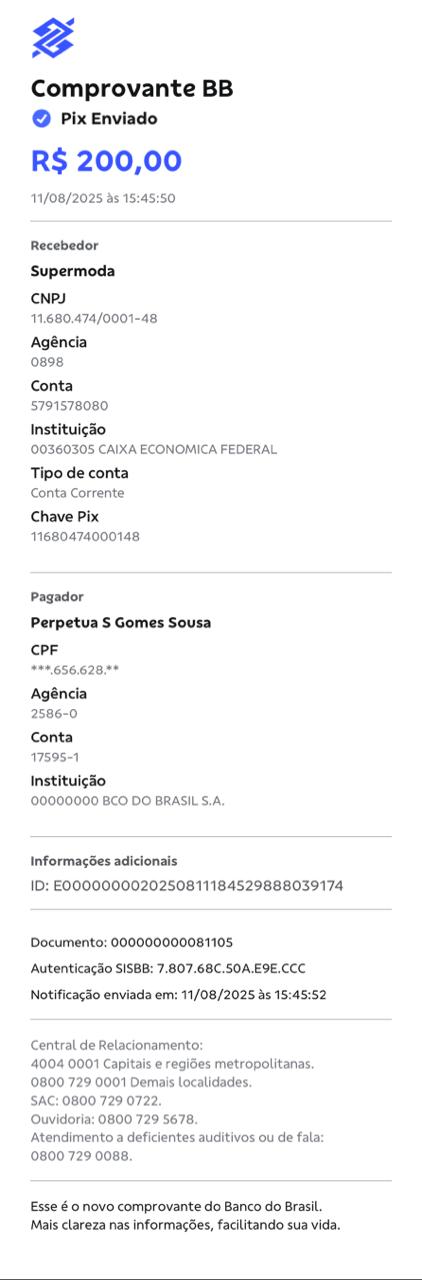 Comprovante BB
Pix Enviado
R$ 200,00
11/08/2025 às 15:45:50
Recebedor
Supermoda
CNPJ
11.680.474/0001-48
Agência
0898
Conta
5791578080
Instituição
00360305 CAIXA ECONOMICA FEDERAL
Tipo de conta
Conta Corrente
Chave Pix
11680474000148
Pagador
Perpetua S Gomes Sousa
CPF
***.656.628.**
Agência
2586-0
Conta
17595-1
Instituição
00000000 BCO DO BRASIL S.A.
Informações adicionais
ID: E0000000020250811184529888039174
Documento: 000000000081105
Autenticação SISBB: 7.807.68C.50A.E9E.CCC
Notificação enviada em: 11/08/2025 às 15:45:52
Central de Relacionamento:
4004 0001 Capitais e regiões metropolitanas.
0800 729 0001 Demais localidades.
SAC: 0800 729 0722.
Ouvidoria: 0800 729 5678.
Atendimento a deficientes auditivos ou de fala:
0800 729 0088.
Esse é o novo comprovante do Banco do Brasil.
Mais clareza nas informações, facilitando sua vida.